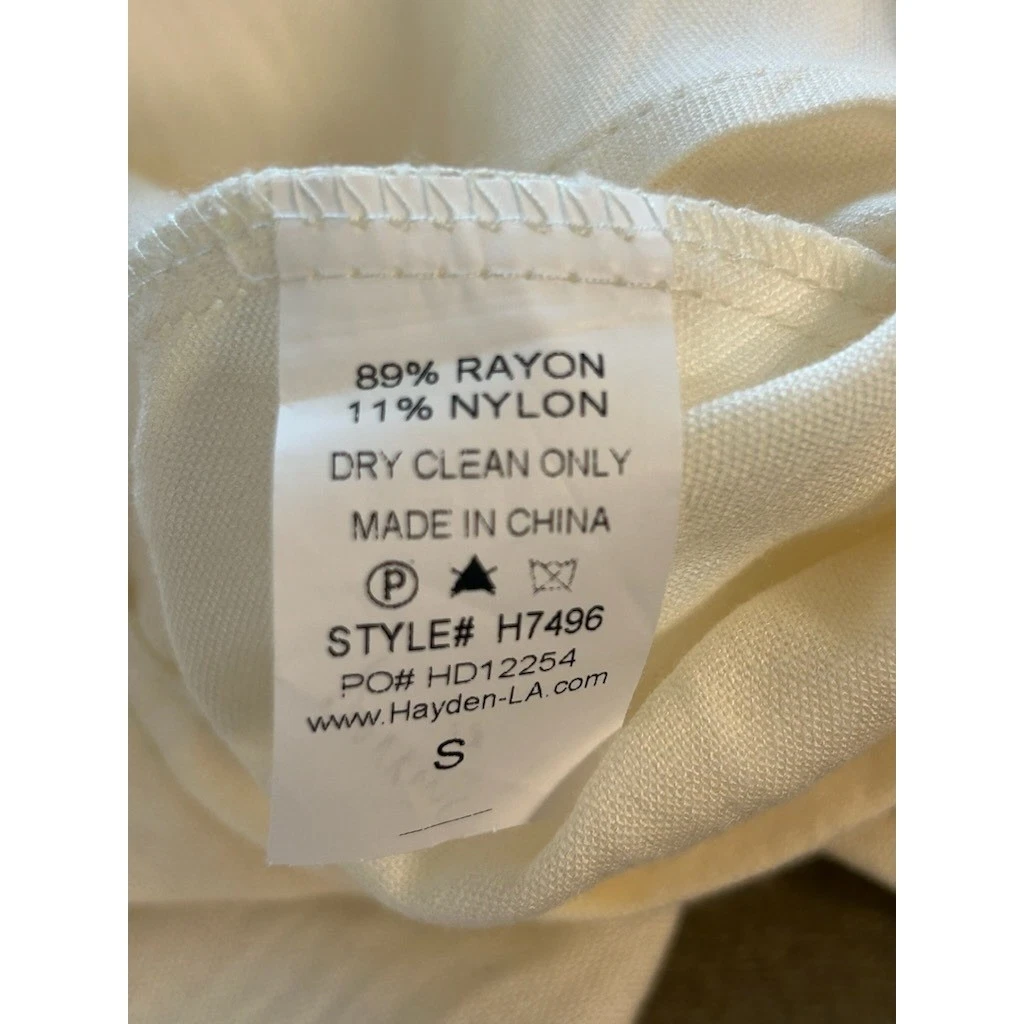 89% RAYON
11% NYLON
DRY CLEAN ONLY
MADE IN CHINA
P
STYLE# H7496
PO# HD12254
www.Hayden-LA.com
S